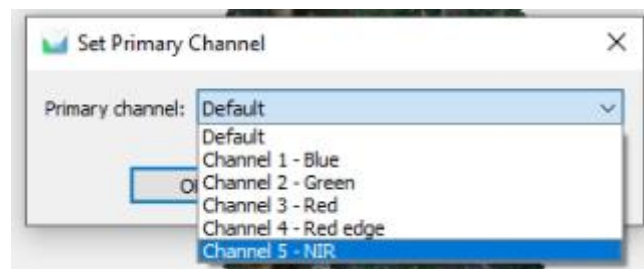 Set Primary Channel
Primary channel: Default
Default
Channel 1 - Blue
Channel 2 - Green
Channel 3 - Red
Channel 4 - Red edge
Channel 5 - NIR